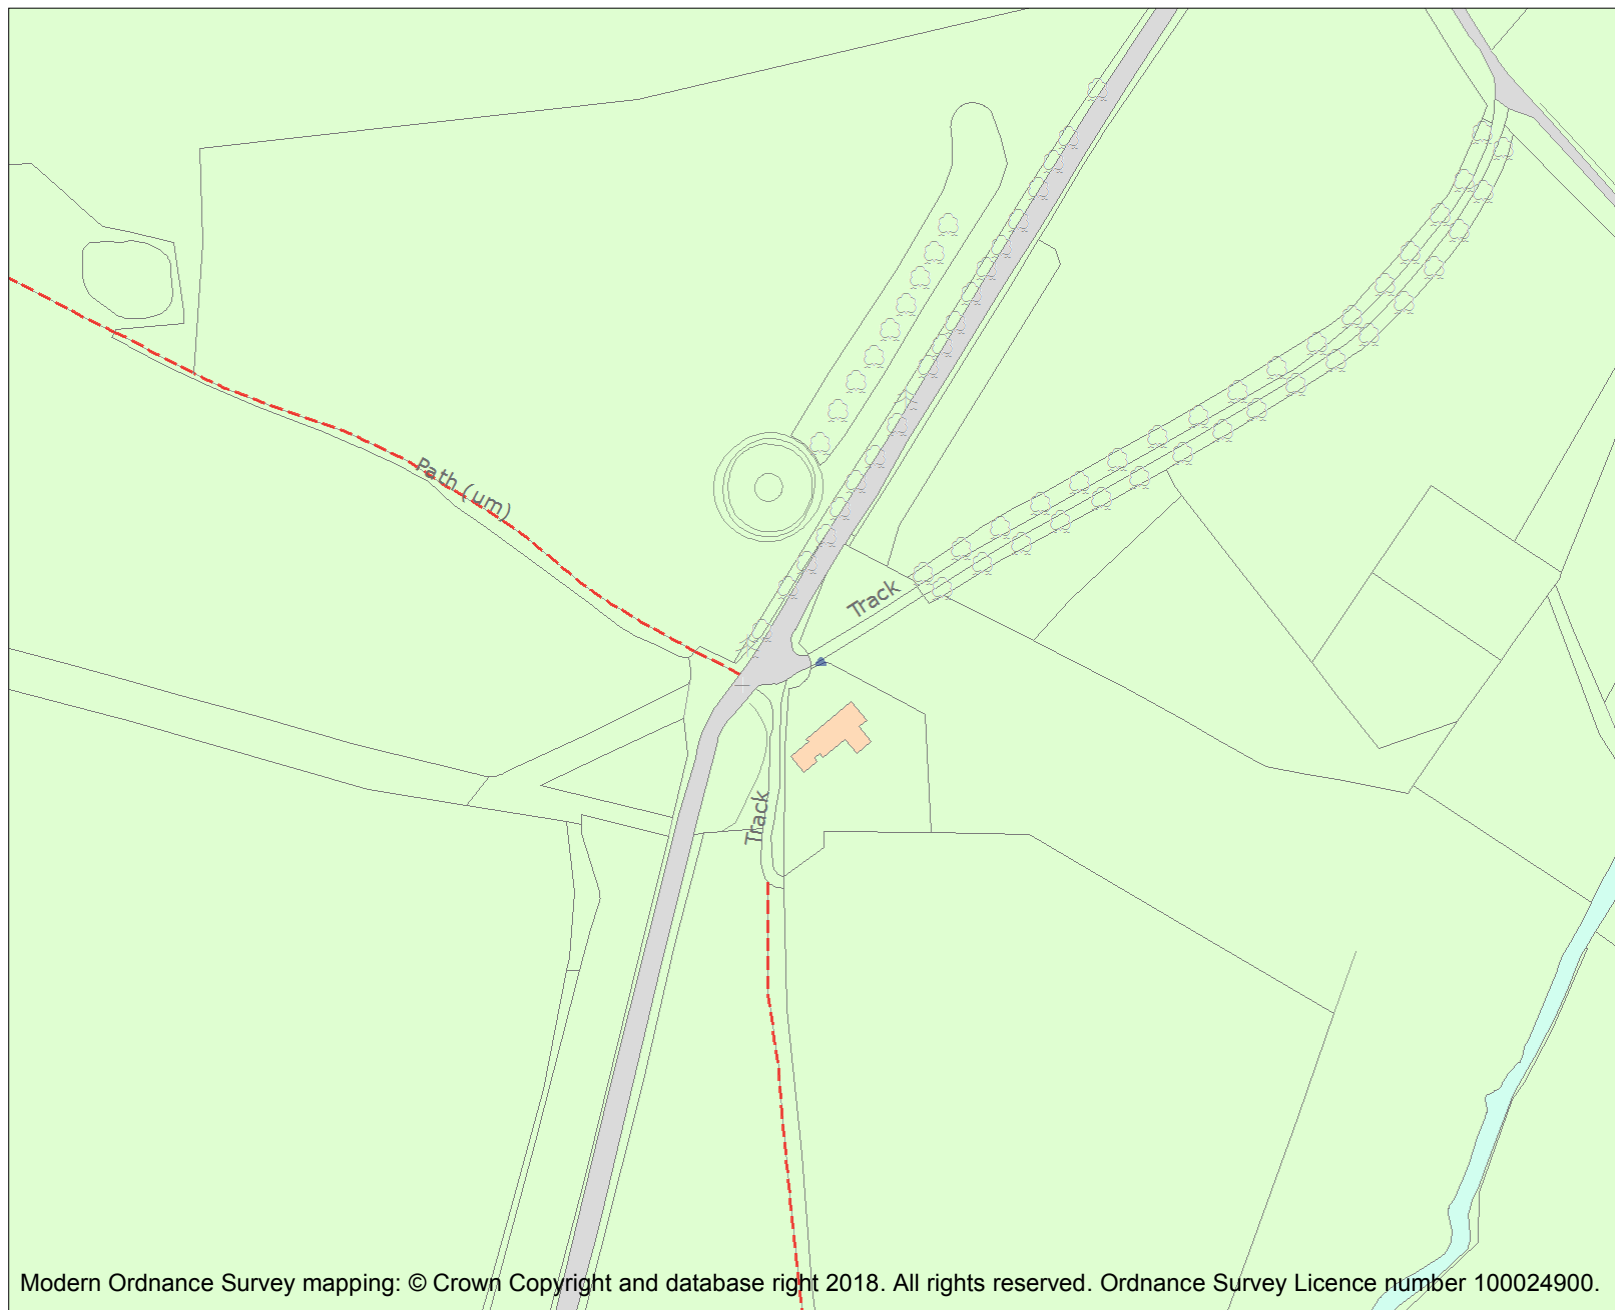 Path (um)
Track
Track
Modern Ordnance Survey mapping: © Crown Copyright and database right 2018. All rights reserved. Ordnance Survey Licence number 100024900.